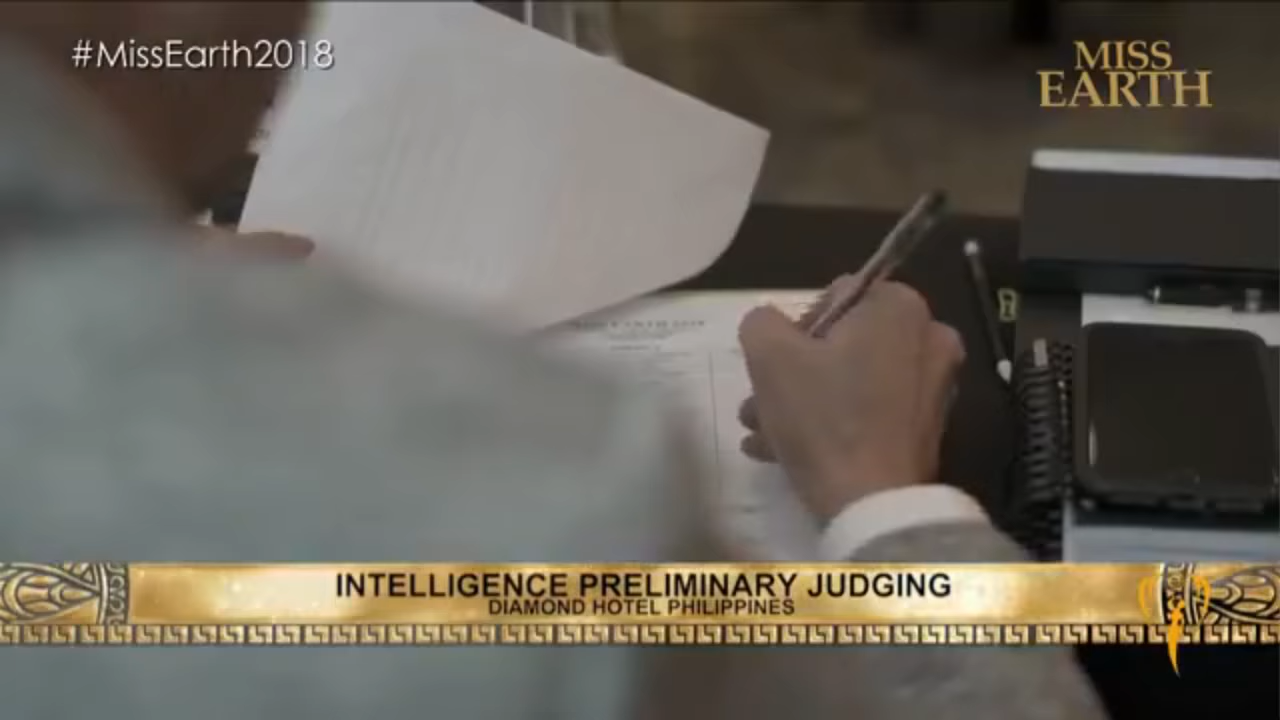 #MissEarth2018
MISS
EARTH
INTELLIGENCE PRELIMINARY JUDGING
DIAMOND HOTEL PHILIPPINES